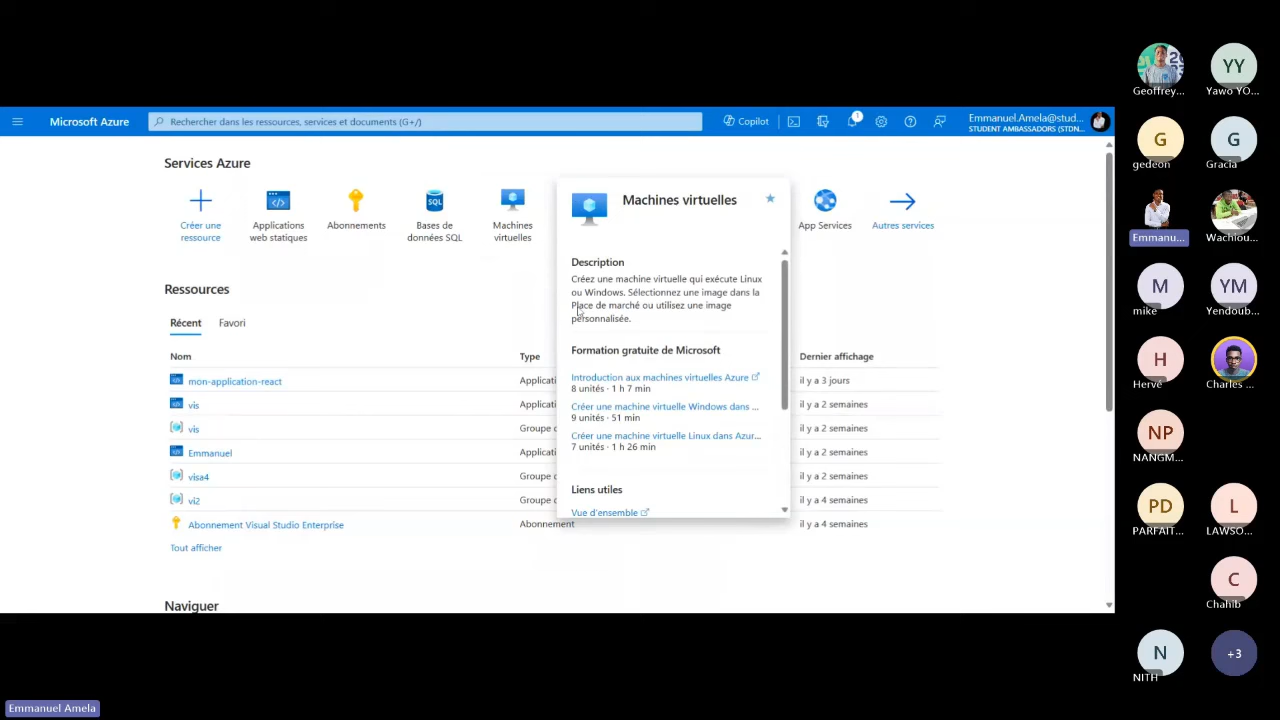 Microsoft Azure
Rechercher dans les ressources, services et documents (G+/)
Copilot
1
Emmanuel.Amela@stud...
STUDENT AMBASSADORS (STDN...
Services Azure
Créer une
ressource
Applications
web statiques
Abonnements
SQL
Bases de
données SQL
Machines
virtuelles
App Services
Autres services
Machines virtuelles
Description
Créez une machine virtuelle qui exécute Linux
ou Windows. Sélectionnez une image dans la
Place de marché ou utilisez une image
personnalisée.
Formation gratuite de Microsoft
Introduction aux machines virtuelles Azure
8 unités · 1 h 7 min
Créer une machine virtuelle Windows dans ...
9 unités · 51 min
Créer une machine virtuelle Linux dans Azur...
7 unités · 1 h 26 min
Liens utiles
Vue d'ensemble
Ressources
Récent Favori
Nom Type Dernier affichage
mon-application-react Applicati il y a 3 jours
vis Applicati il y a 2 semaines
vis Groupe d il y a 2 semaines
Emmanuel Applicati il y a 2 semaines
visa4 Groupe d il y a 2 semaines
vi2 Groupe d il y a 4 semaines
Abonnement Visual Studio Enterprise Abonnement il y a 4 semaines
Tout afficher
Naviguer
Geoffrey...
YY
Yawo YO...
G
gedeon
G
Gracia
Emmanu...
Wachiou...
M
mike
YM
Yendoub...
H
Hervé
Charles ...
NP
NANGM...
PD
PARFAIT...
L
LAWSO...
C
Chahib
N
NITH
+3
Emmanuel Amela